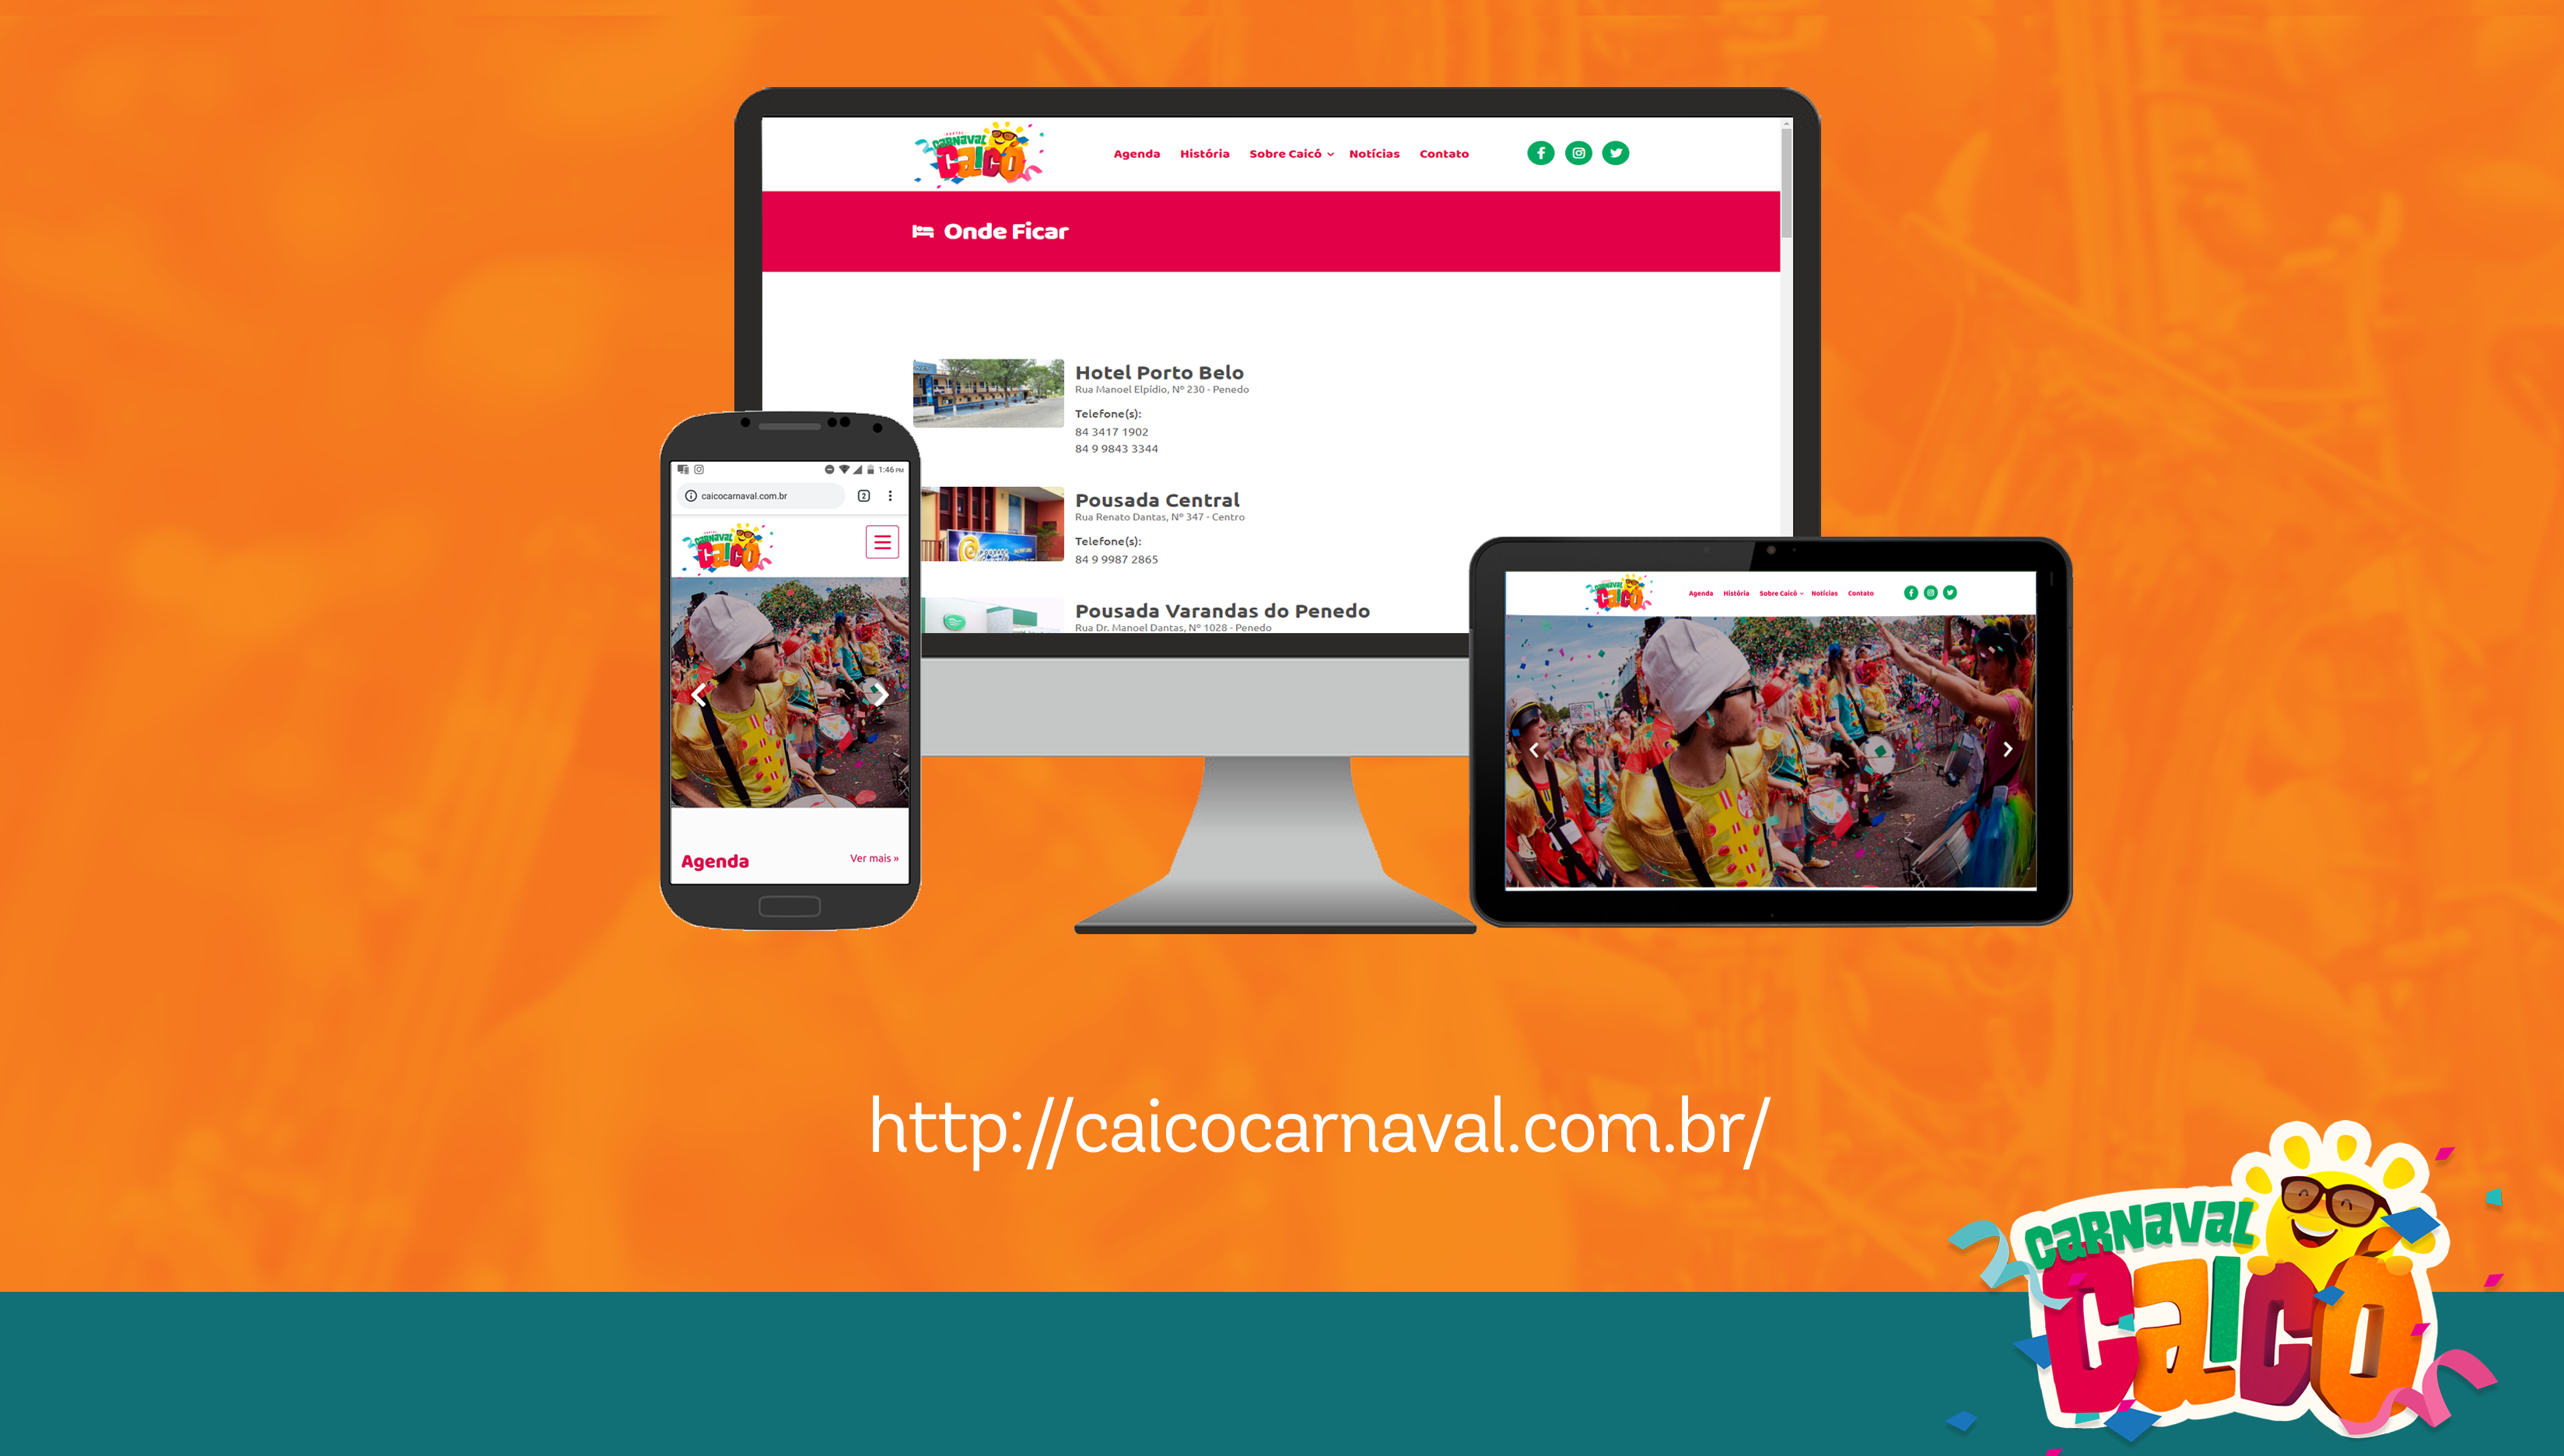 CARNAVAL
CAICÓ
Agenda História Sobre Caicó Notícias Contato
Onde Ficar
Hotel Porto Belo
Rua Manoel Elpídio, Nº 230 - Penedo
Telefone(s):
84 3417 1902
84 9 9843 3344
Pousada Central
Rua Renato Dantas, Nº 347 - Centro
Telefone(s):
84 9 9987 2865
Pousada Varandas do Penedo
Rua Dr. Manoel Dantas, Nº 1028 - Penedo
1:46 PM
caicocarnaval.com.br
2
CARNAVAL
CAICÓ
Agenda
Ver mais »
CARNAVAL
CAICÓ
Agenda História Sobre Caicó Notícias Contato
http://caicocarnaval.com.br/
CARNAVAL
CAICÓ